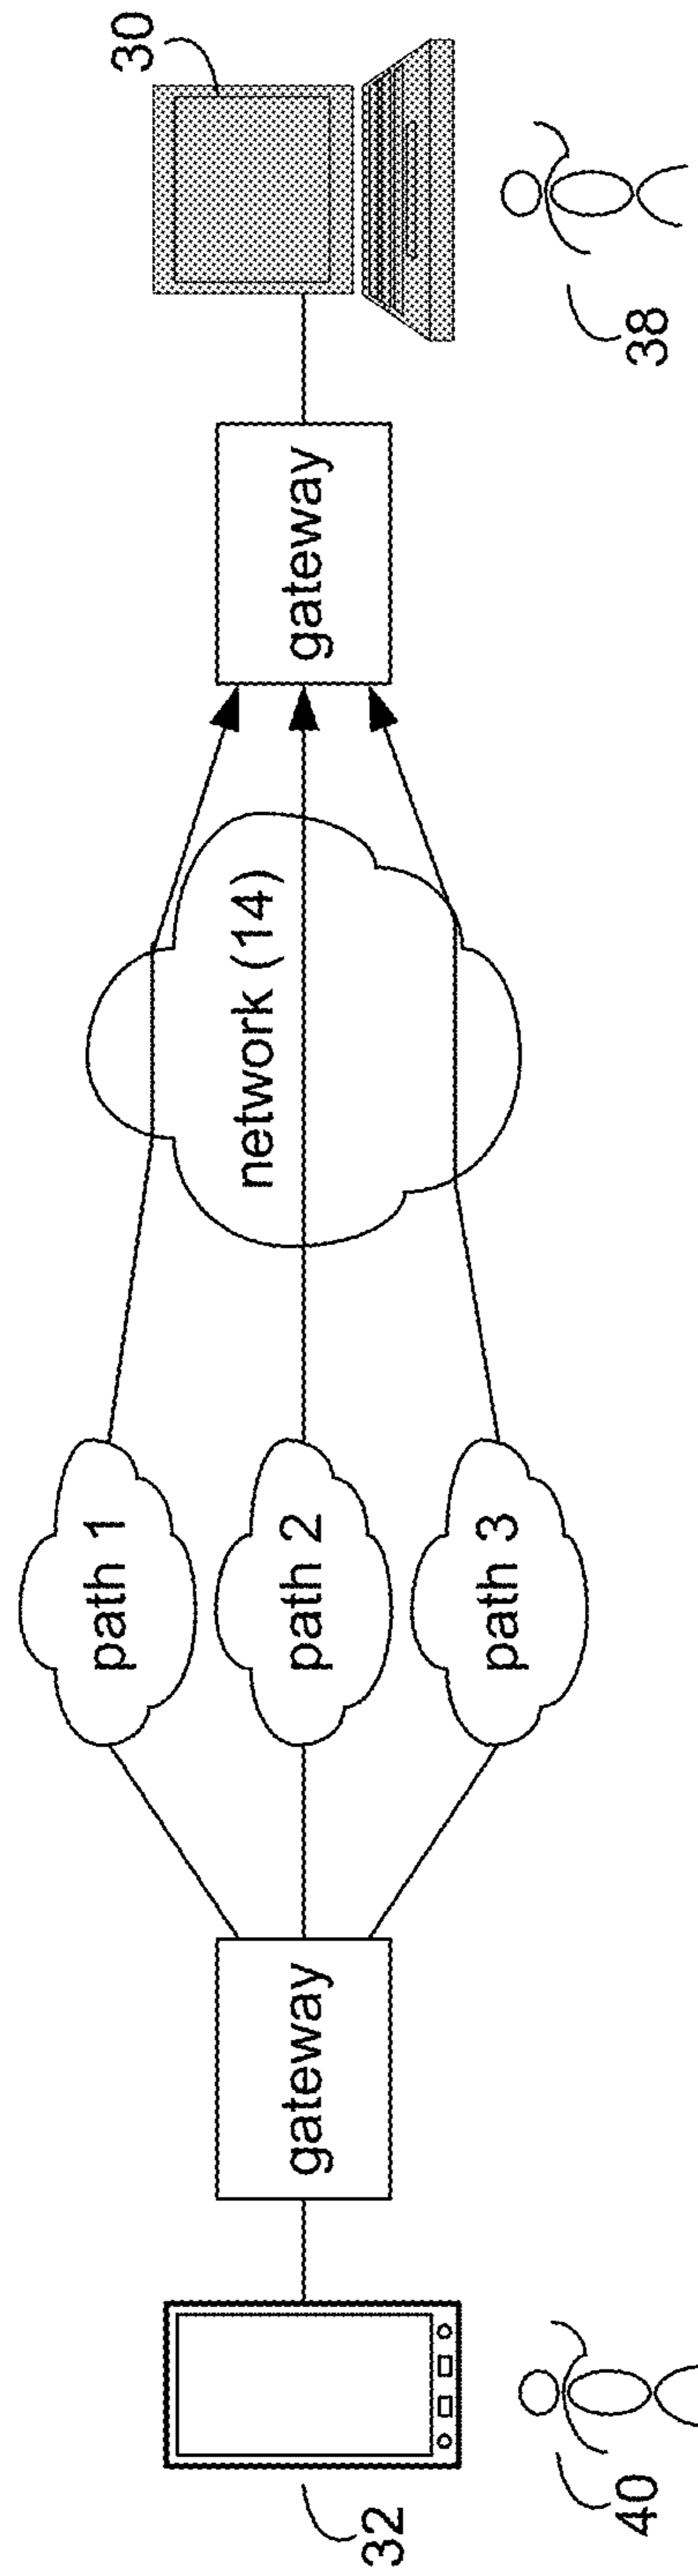 32
40
gateway
path 1
path 2
path 3
network (14)
gateway
30
38